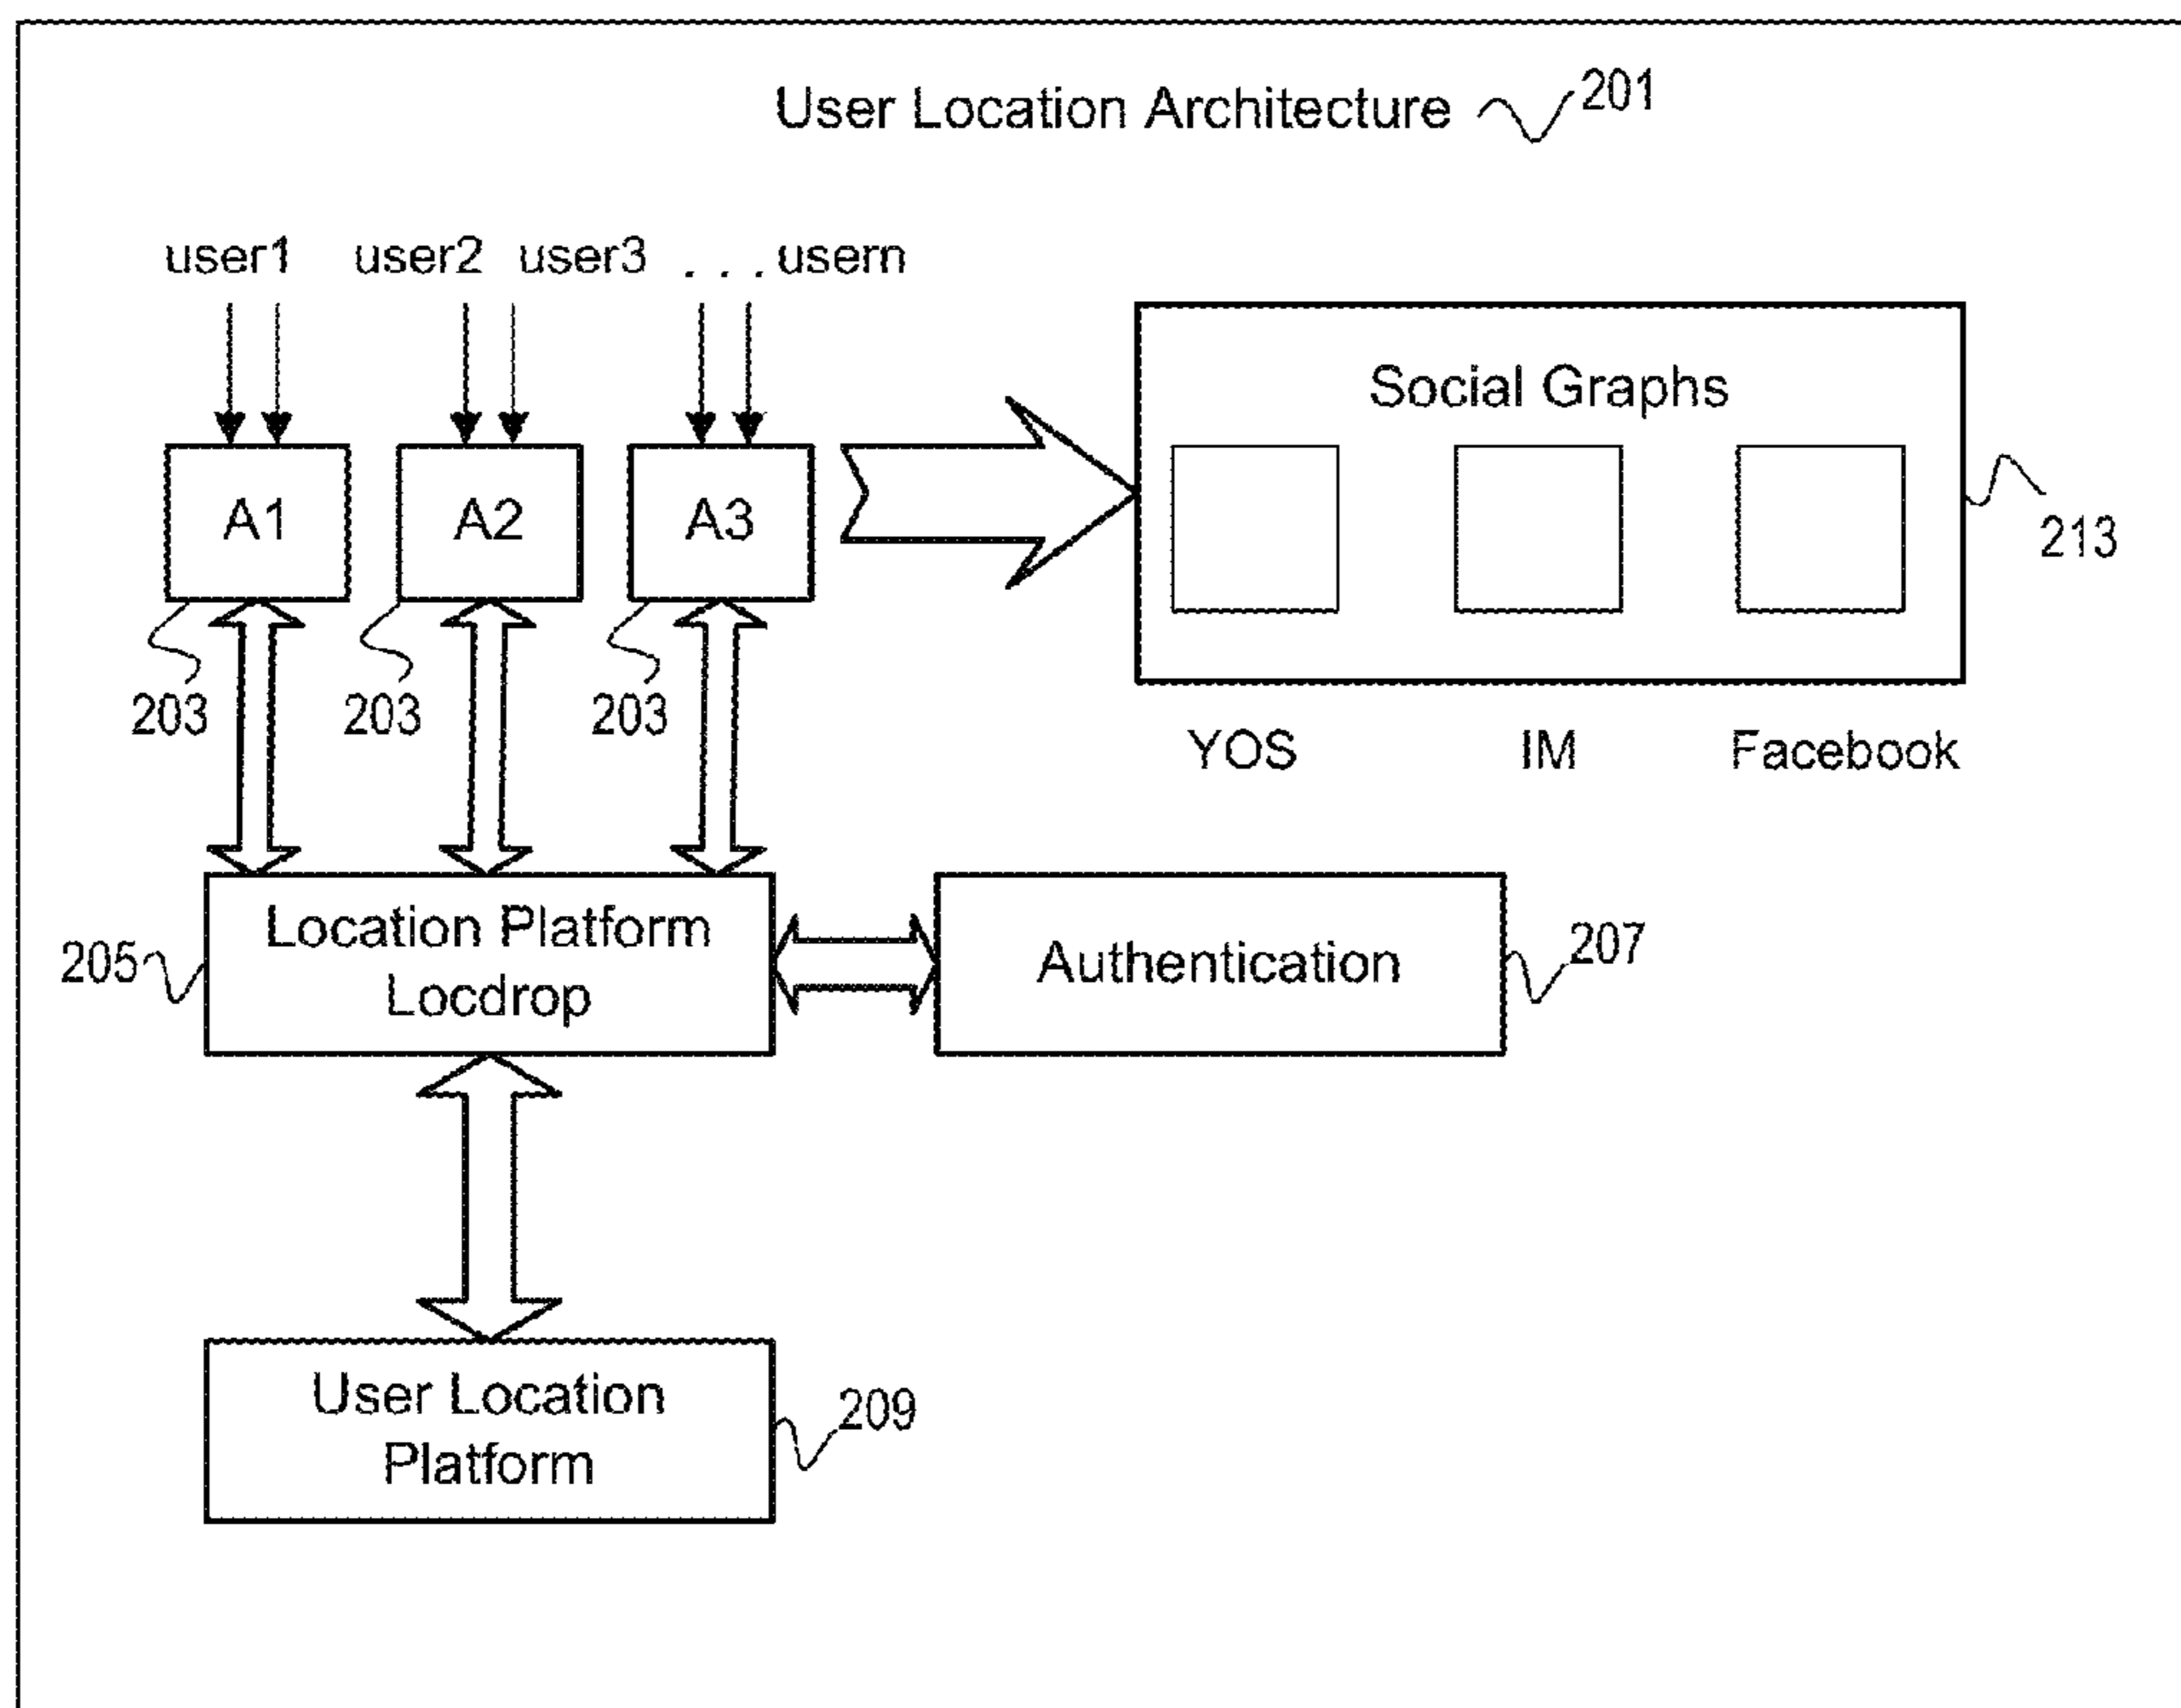 User Location Architecture 201
user1 user2 user3 . . . usern
Social Graphs
A1 A2 A3
213
203 203 203
YOS IM Facebook
Location Platform
Locdrop
205
Authentication
207
User Location
Platform
209